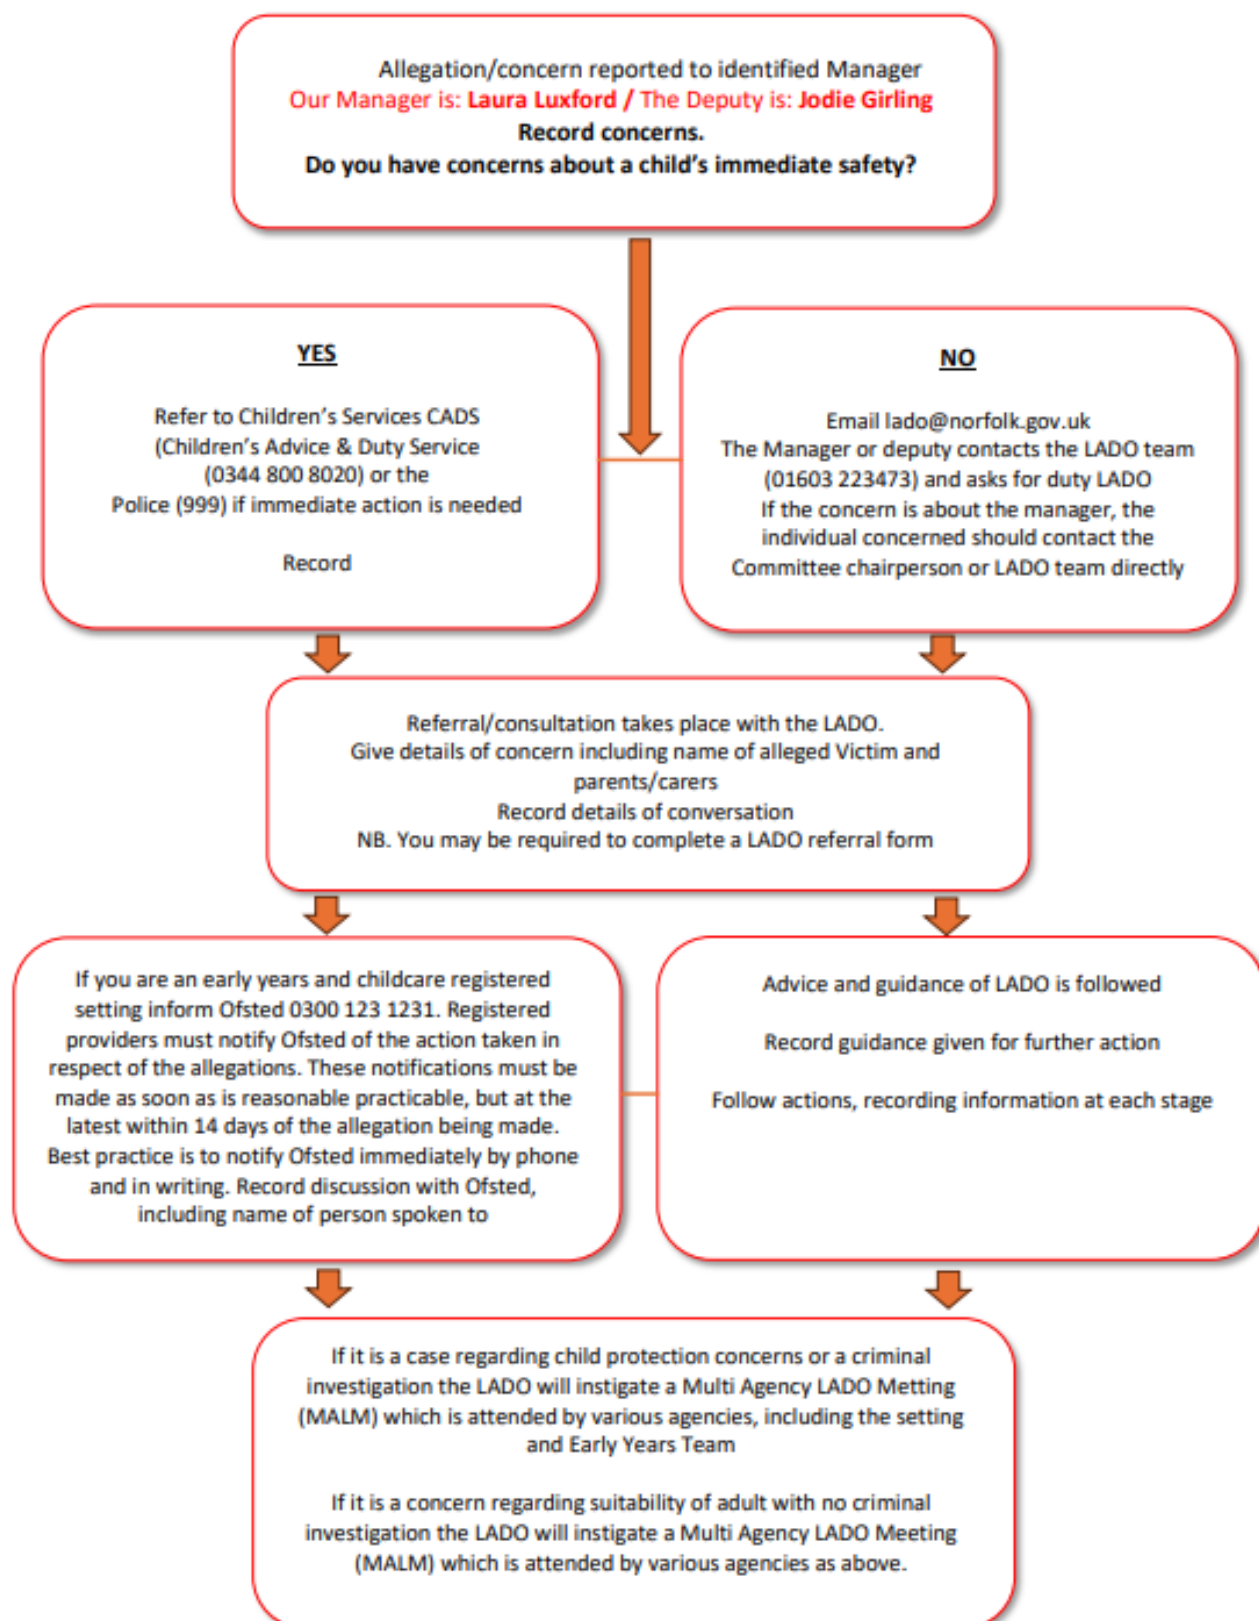 Allegation/concern reported to identified Manager
Our Manager is: Laura Luxford / The Deputy is: Jodie Girling
Record concerns.
Do you have concerns about a child’s immediate safety?
YES
Refer to Children’s Services CADS
(Children’s Advice & Duty Service
(0344 800 8020) or the
Police (999) if immediate action is needed
Record
NO
Email lado@norfolk.gov.uk
The Manager or deputy contacts the LADO team
(01603 223473) and asks for duty LADO
If the concern is about the manager, the
individual concerned should contact the
Committee chairperson or LADO team directly
Referral/consultation takes place with the LADO.
Give details of concern including name of alleged Victim and
parents/carers
Record details of conversation
NB. You may be required to complete a LADO referral form
If you are an early years and childcare registered
setting inform Ofsted 0300 123 1231. Registered
providers must notify Ofsted of the action taken in
respect of the allegations. These notifications must be
made as soon as is reasonable practicable, but at the
latest within 14 days of the allegation being made.
Best practice is to notify Ofsted immediately by phone
and in writing. Record discussion with Ofsted,
including name of person spoken to
Advice and guidance of LADO is followed
Record guidance given for further action
Follow actions, recording information at each stage
If it is a case regarding child protection concerns or a criminal
investigation the LADO will instigate a Multi Agency LADO Metting
(MALM) which is attended by various agencies, including the setting
and Early Years Team
If it is a concern regarding suitability of adult with no criminal
investigation the LADO will instigate a Multi Agency LADO Meeting
(MALM) which is attended by various agencies as above.